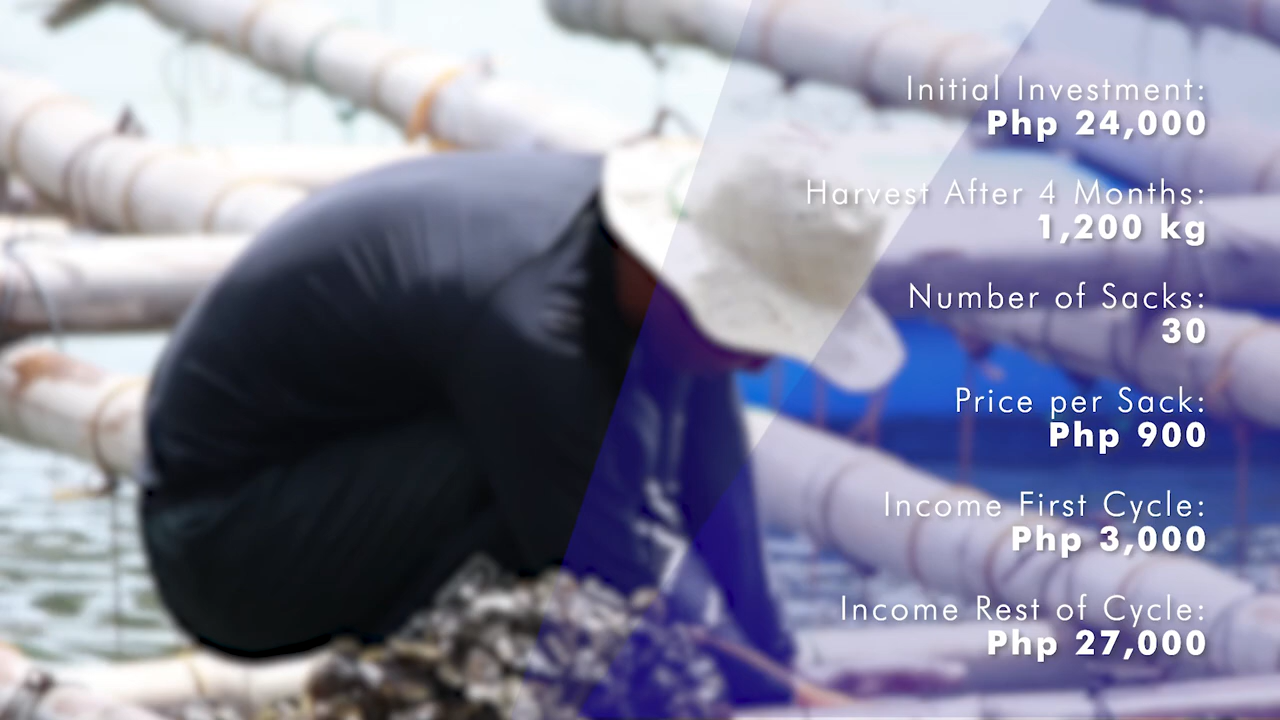 Initial Investment:
Php 24,000
Harvest After 4 Months:
1,200 kg
Number of Sacks:
30
Price per Sack:
Php 900
Income First Cycle:
Php 3,000
Income Rest of Cycle:
Php 27,000